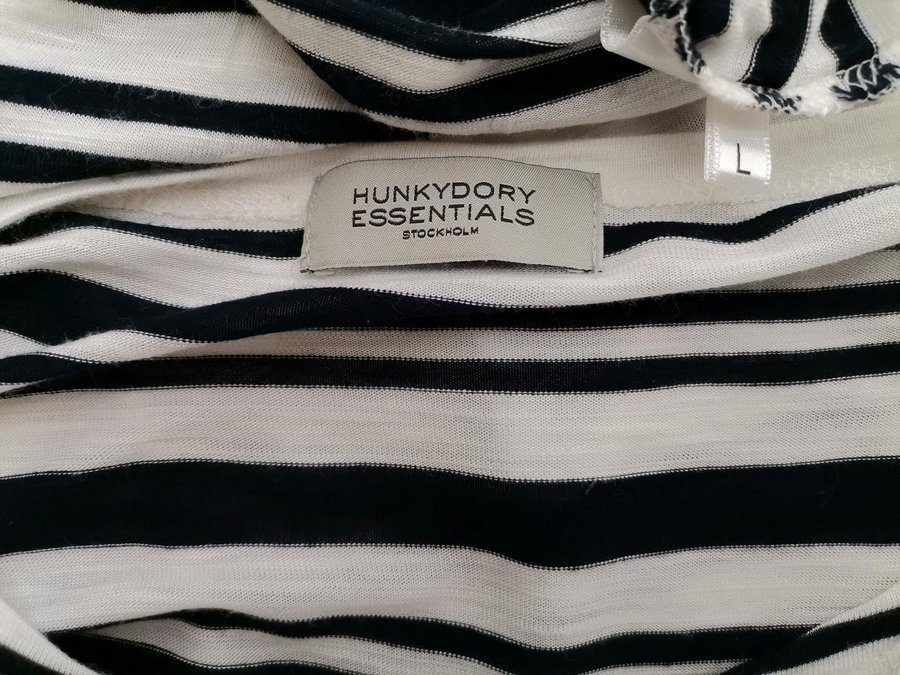 HUNKYDORY
ESSENTIALS
STOCKHOLM
L